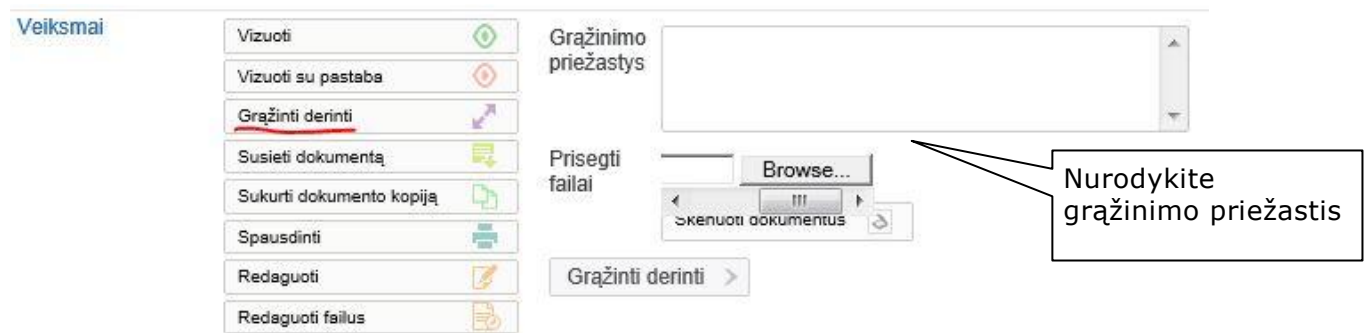 Veiksmai
Vizuoti
Vizuoti su pastaba
Grąžinti derinti
Susieti dokumentą
Sukurti dokumento kopiją
Spausdinti
Redaguoti
Redaguoti failus
Grąžinimo
priežastys
Prisegti
failai
Browse...
Skenuoti dokumentus
Grąžinti derinti
Nurodykite
grąžinimo priežastis